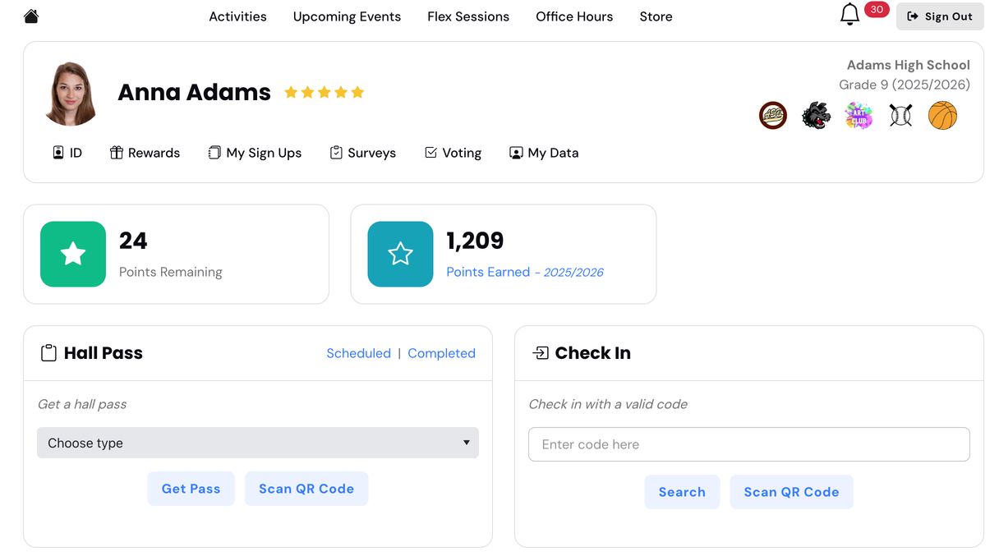 Activities Upcoming Events Flex Sessions Office Hours Store 30 Sign Out
Adams High School
Grade 9 (2025/2026)
Anna Adams
ASC
ART
CLUB
ID Rewards My Sign Ups Surveys Voting My Data
24
Points Remaining
1,209
Points Earned - 2025/2026
Hall Pass Scheduled | Completed
Get a hall pass
Choose type
Get Pass Scan QR Code
Check In
Check in with a valid code
Enter code here
Search Scan QR Code